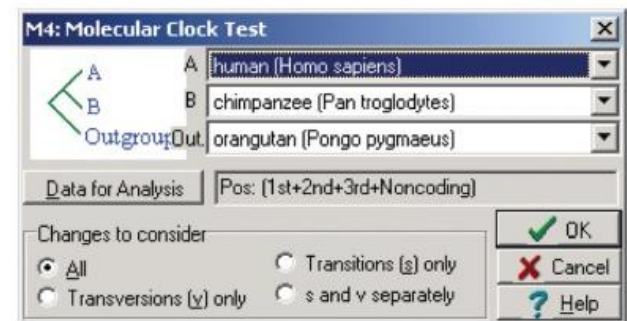 M4: Molecular Clock Test
A
A human (Homo sapiens)
B
B chimpanzee (Pan troglodytes)
Outgroup
Out. orangutan (Pongo pygmaeus)
Data for Analysis Pos: (1st+2nd+3rd+Noncoding)
Changes to consider
All Transitions (s) only
Transversions (v) only s and v separately
OK
Cancel
Help